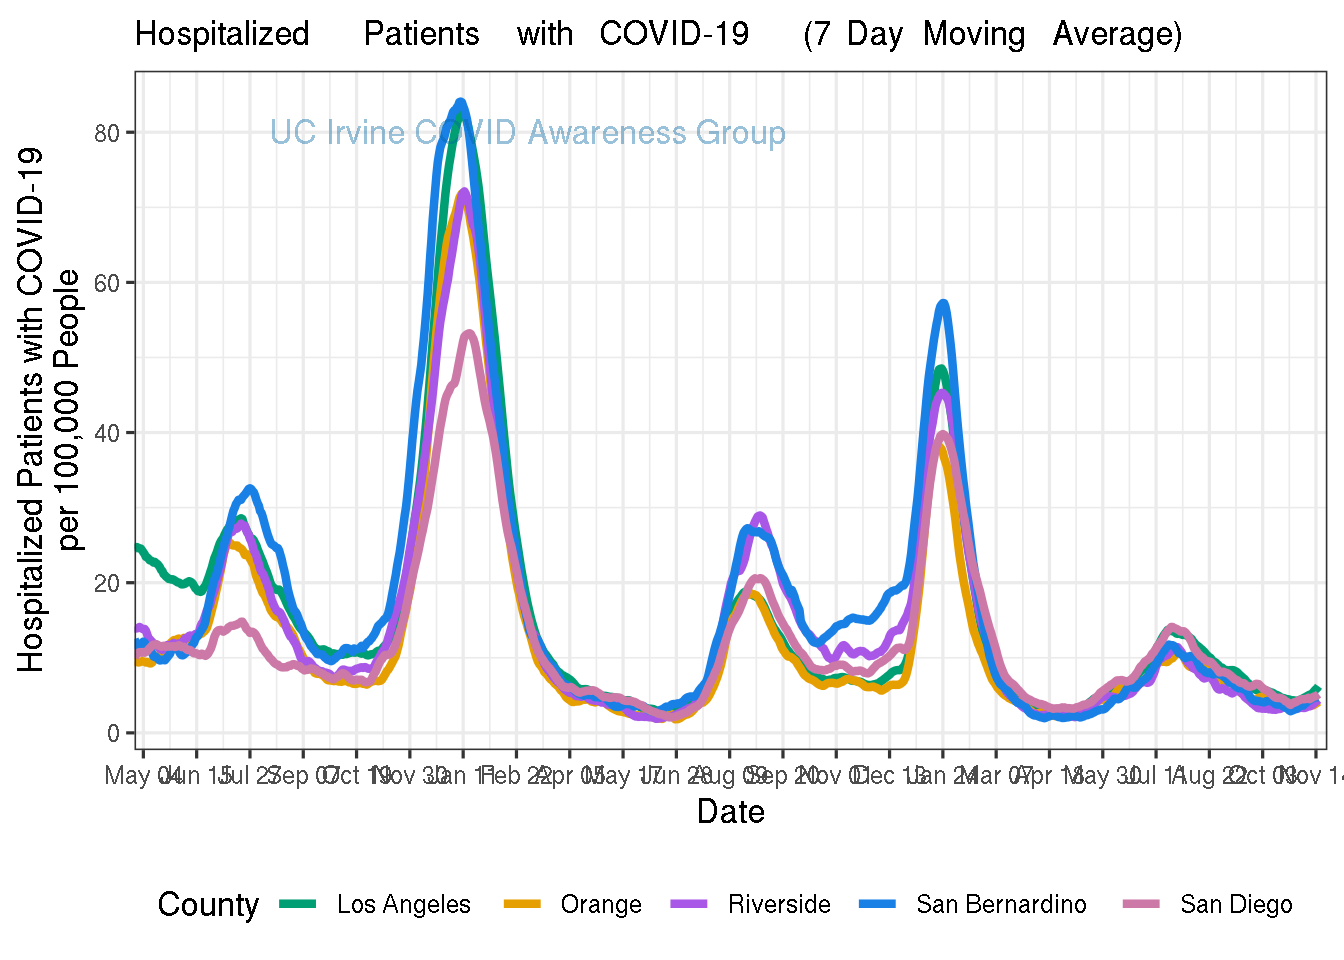 Hospitalized Patients with COVID-19 (7 Day Moving Average)
UC Irvine COVID Awareness Group
Hospitalized Patients with COVID-19
per 100,000 People
80
60
40
20
0
May 04 Jun 15 Jul 27 Sep 07 Oct 19 Nov 30 Jan 11 Feb 22 Apr 05 May 17 Jun 28 Aug 09 Sep 20 Nov 01 Dec 13 Jan 24 Mar 07 Apr 18 May 30 Jul 11 Aug 22 Oct 03 Nov 14
Date
County Los Angeles Orange Riverside San Bernardino San Diego